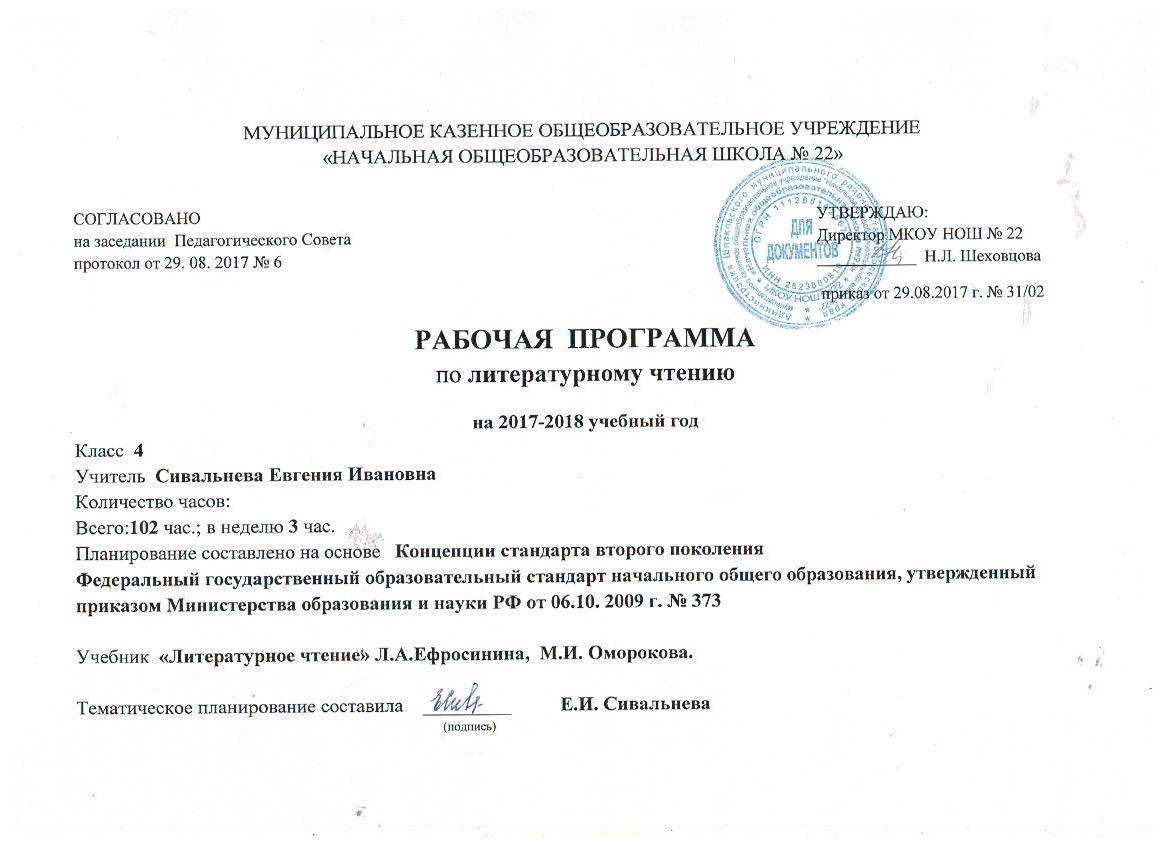 МУНИЦИПАЛЬНОЕ КАЗЕННОЕ ОБЩЕОБРАЗОВАТЕЛЬНОЕ УЧРЕЖДЕНИЕ
«НАЧАЛЬНАЯ ОБЩЕОБРАЗОВАТЕЛЬНАЯ ШКОЛА № 22»
СОГЛАСОВАНО
на заседании Педагогического Совета
протокол от 29. 08. 2017 № 6
УТВЕРЖДАЮ:
Директор МКОУ НОШ № 22
Н.Л. Шеховцова
приказ от 29.08.2017 г. № 31/02
ДЛЯ
ДОКУМЕНТОВ
РАБОЧАЯ ПРОГРАММА
по литературному чтению
на 2017-2018 учебный год
Класс 4
Учитель Сивальнева Евгения Ивановна
Количество часов:
Всего:102 час.; в неделю 3 час.
Планирование составлено на основе Концепции стандарта второго поколения
Федеральный государственный образовательный стандарт начального общего образования, утвержденный
приказом Министерства образования и науки РФ от 06.10. 2009 г. № 373
Учебник «Литературное чтение» Л.А.Ефросинина, М.И. Оморокова.
Тематическое планирование составила Е.И. Сивальнева
(подпись)